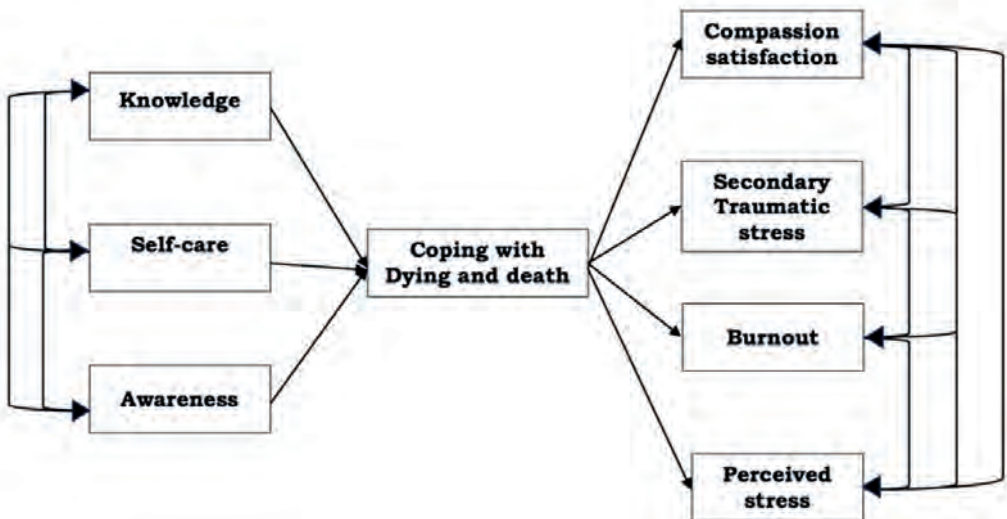 Knowledge
Self-care
Awareness
Coping with
Dying and death
Compassion
satisfaction
Secondary
Traumatic
stress
Burnout
Perceived
stress